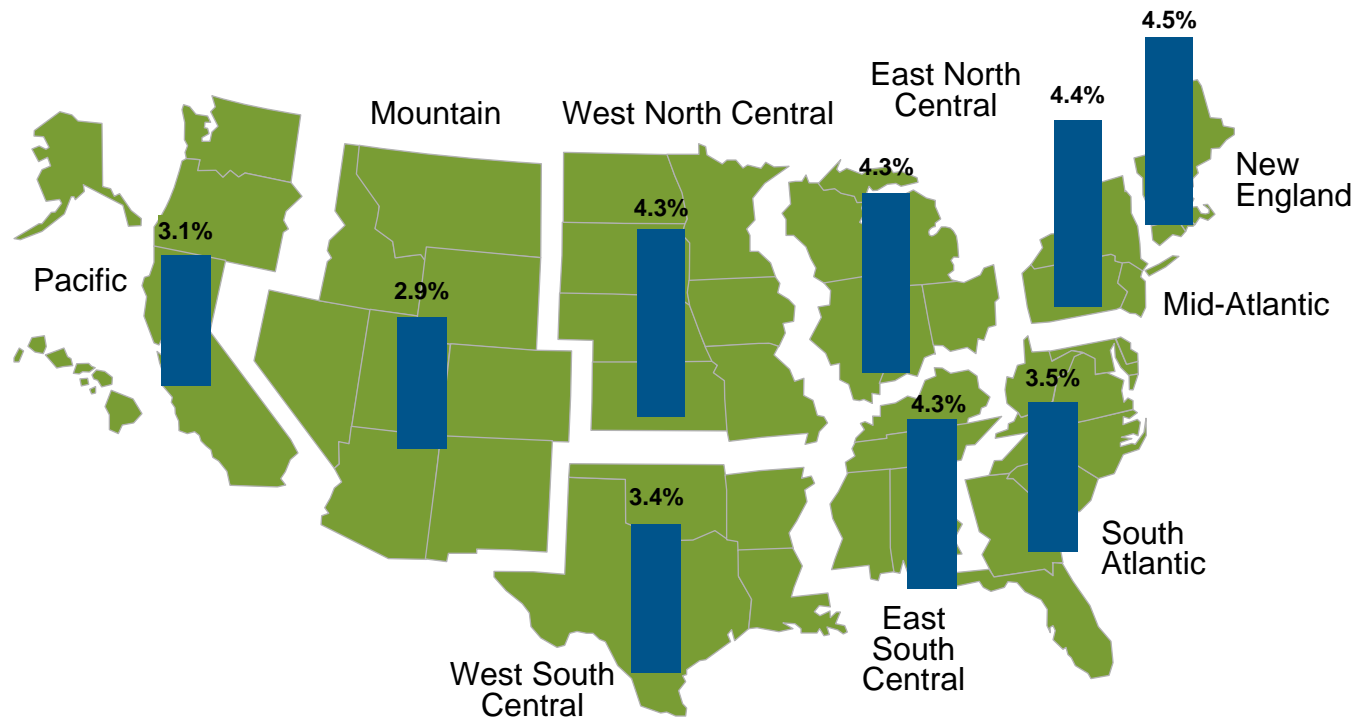 4.5%
East North
Central
4.4%
Mountain
West North Central
4.3%
New
England
4.3%
3.1%
Pacific
2.9%
Mid-Atlantic
3.5%
4.3%
3.4%
South
Atlantic
East
South
Central
West South
Central